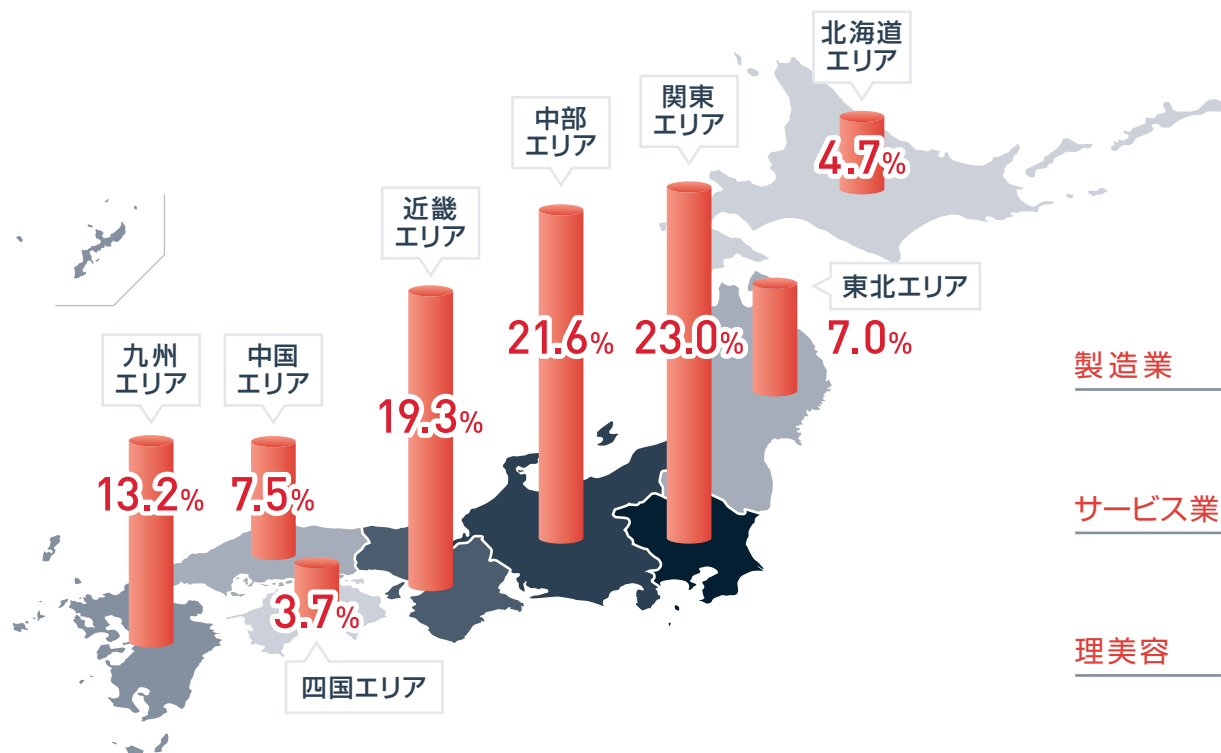 北海道
エリア
4.7%
関東
エリア
23.0%
中部
エリア
21.6%
近畿
エリア
19.3%
東北エリア
7.0%
九州
エリア
13.2%
中国
エリア
7.5%
3.7%
四国エリア
製造業
サービス業
理美容